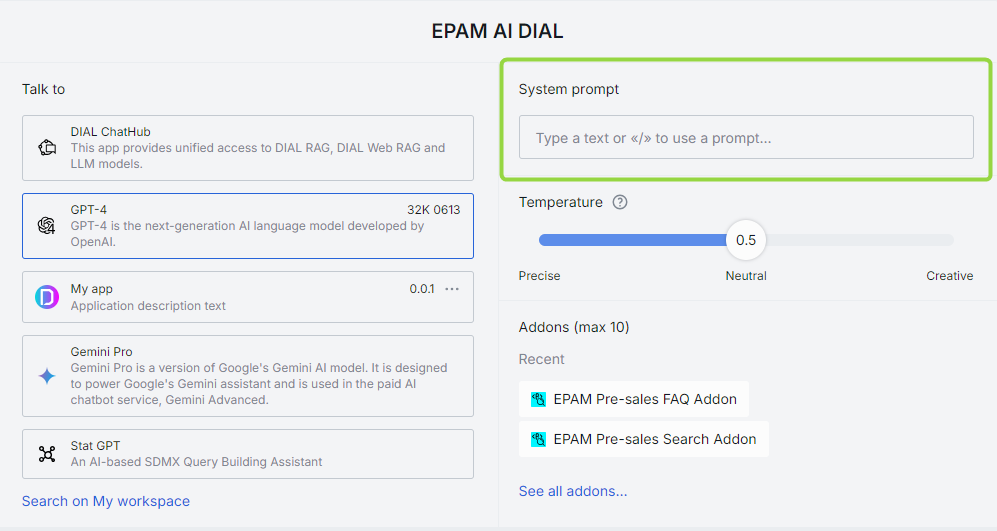 EPAM AI DIAL
Talk to
DIAL ChatHub
This app provides unified access to DIAL RAG, DIAL Web RAG and
LLM models.
GPT-4 32K 0613
GPT-4 is the next-generation AI language model developed by
OpenAI.
My app 0.0.1 ···
Application description text
Gemini Pro
Gemini Pro is a version of Google's Gemini AI model. It is designed
to power Google's Gemini assistant and is used in the paid AI
chatbot service, Gemini Advanced.
Stat GPT
An AI-based SDMX Query Building Assistant
Search on My workspace
System prompt
Type a text or «/» to use a prompt...
Temperature ?
0.5
Precise Neutral Creative
Addons (max 10)
Recent
EPAM Pre-sales FAQ Addon
EPAM Pre-sales Search Addon
See all addons...